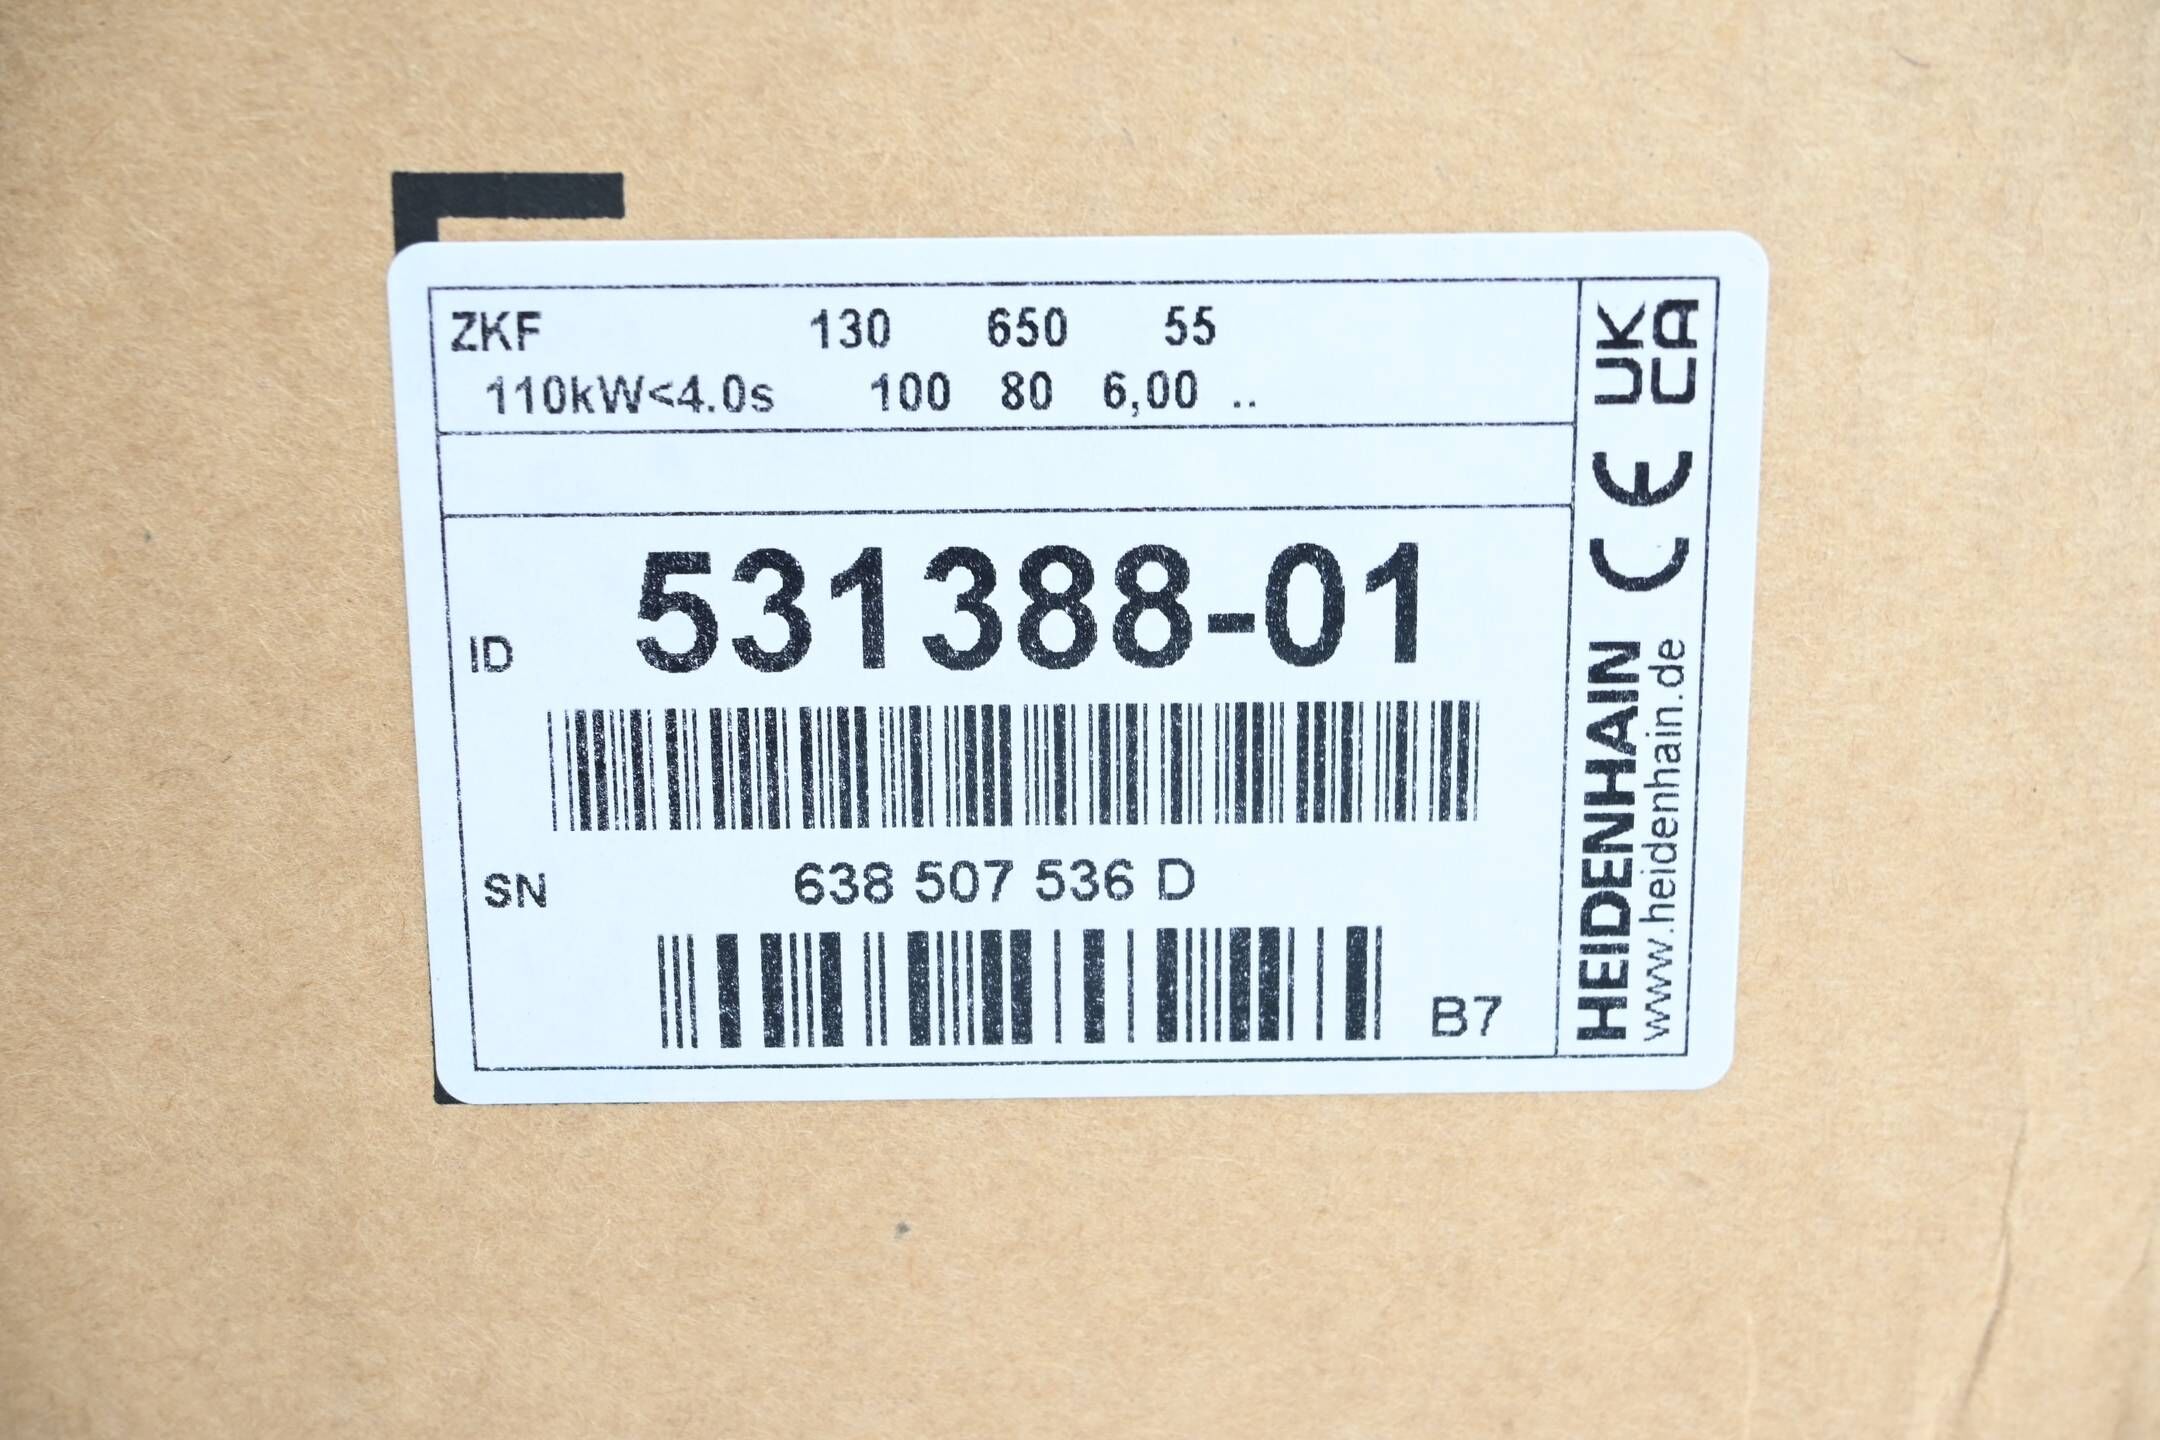 ZKF 130 650 55
110kW<4.0s 100 80 6,00 ..
ID 531388-01
SN 638 507 536 D
B7
HEIDENHAIN CE UK CA
www.heidenhain.de